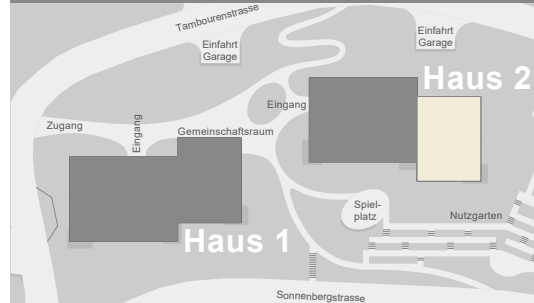 Tambourenstrasse
Einfahrt
Garage
Einfahrt
Garage
Haus 2
Eingang
Zugang
Eingang
Gemeinschaftsraum
Spiel-
platz
Nutzgarten
Haus 1
Sonnenbergstrasse